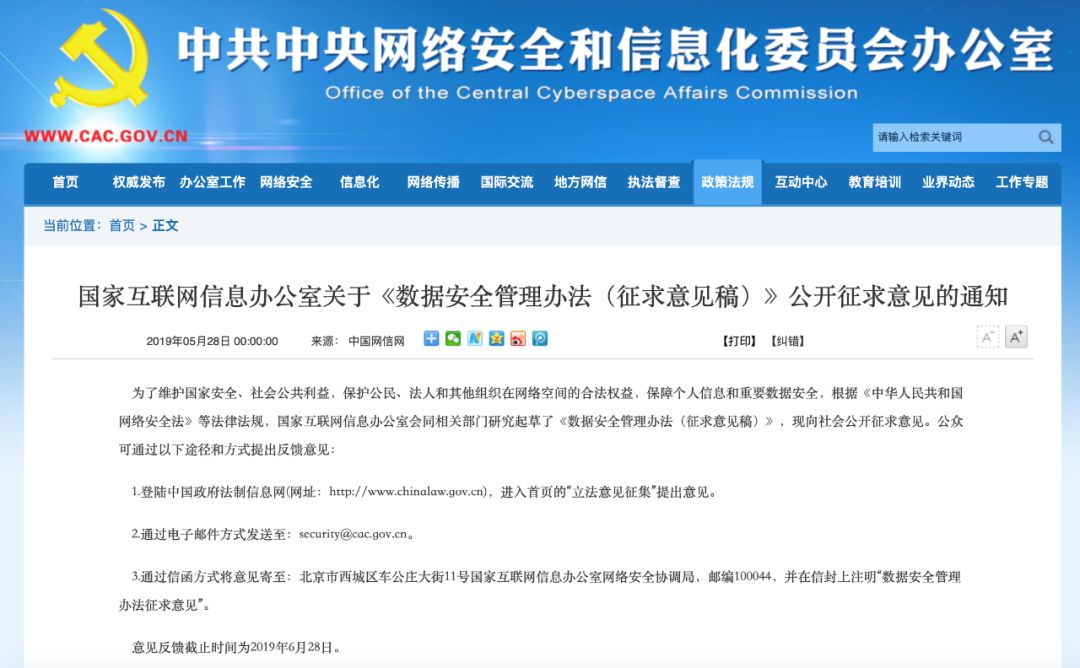 中共中央网络安全和信息化委员会办公室
Office of the Central Cyberspace Affairs Commission
WWW.CAC.GOV.CN
请输入检索关键词
首页 权威发布 办公室工作 网络安全 信息化 网络传播 国际交流 地方网信 执法督查 政策法规 互动中心 教育培训 业界动态 工作专题
当前位置：首页 > 正文
国家互联网信息办公室关于《数据安全管理办法（征求意见稿）》公开征求意见的通知
2019年05月28日 00:00:00 来源： 中国网信网 【打印】 【纠错】 A- A+
为了维护国家安全、社会公共利益，保护公民、法人和其他组织在网络空间的合法权益，保障个人信息和重要数据安全，根据《中华人民共和国
网络安全法》等法律法规，国家互联网信息办公室会同相关部门研究起草了《数据安全管理办法（征求意见稿）》，现向社会公开征求意见。公众
可通过以下途径和方式提出反馈意见：
1.登陆中国政府法制信息网(网址：http://www.chinalaw.gov.cn)，进入首页的“立法意见征集”提出意见。
2.通过电子邮件方式发送至：security@cac.gov.cn。
3.通过信函方式将意见寄至：北京市西城区车公庄大街11号国家互联网信息办公室网络安全协调局，邮编100044，并在信封上注明“数据安全管理
办法征求意见”。
意见反馈截止时间为2019年6月28日。